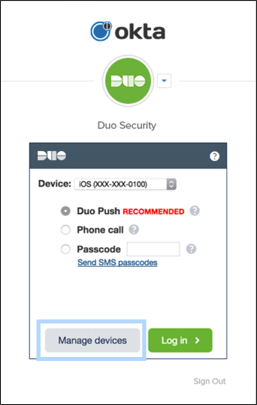 okta
DUO
Duo Security
DUO ?
Device: iOS (XXX-XXX-0100)
Duo Push RECOMMENDED ?
Phone call ?
Passcode ?
Send SMS passcodes
Manage devices Log in >
Sign Out